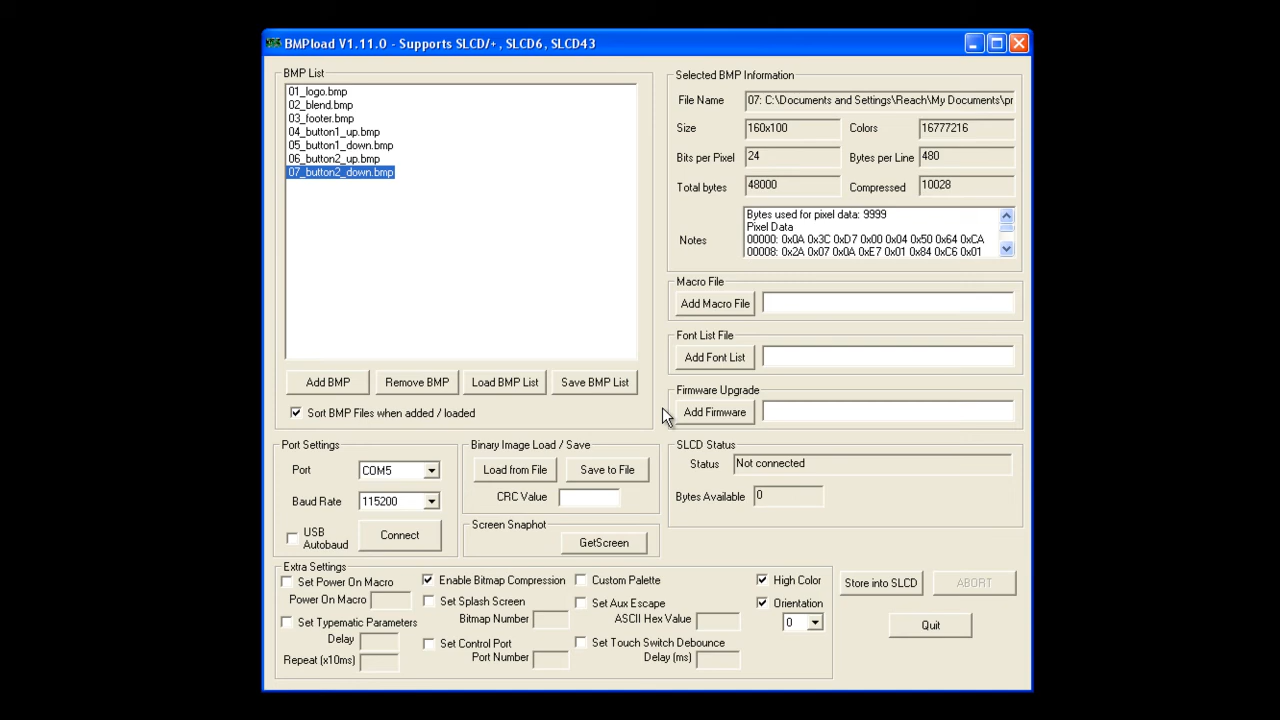 BMPload V1.11.0 - Supports SLCD/+, SLCD6, SLCD43
BMP List
01_logo.bmp
02_blend.bmp
03_footer.bmp
04_button1_up.bmp
05_button1_down.bmp
06_button2_up.bmp
07_button2_down.bmp
Add BMP
Remove BMP
Load BMP List
Save BMP List
Sort BMP Files when added / loaded
Selected BMP Information
File Name 07: C:\Documents and Settings\Reach\My Documents\pr
Size 160x100 Colors 16777216
Bits per Pixel 24 Bytes per Line 480
Total bytes 48000 Compressed 10028
Notes
Bytes used for pixel data: 9999
Pixel Data
00000: 0x0A 0x3C 0xD7 0x00 0x04 0x50 0x64 0xCA
00008: 0x2A 0x07 0x0A 0xE7 0x01 0x84 0xC6 0x01
Macro File
Add Macro File
Font List File
Add Font List
Firmware Upgrade
Add Firmware
Port Settings
Port COM5
Baud Rate 115200
USB
Autobaud
Connect
Binary Image Load / Save
Load from File
Save to File
CRC Value
Screen Snaphot
GetScreen
SLCD Status
Status Not connected
Bytes Available 0
Extra Settings
Set Power On Macro
Power On Macro
Set Typematic Parameters
Delay
Repeat (x10ms)
Enable Bitmap Compression
Set Splash Screen
Bitmap Number
Set Control Port
Port Number
Custom Palette
Set Aux Escape
ASCII Hex Value
Set Touch Switch Debounce
Delay (ms)
High Color
Orientation
0
Store into SLCD
ABORT
Quit